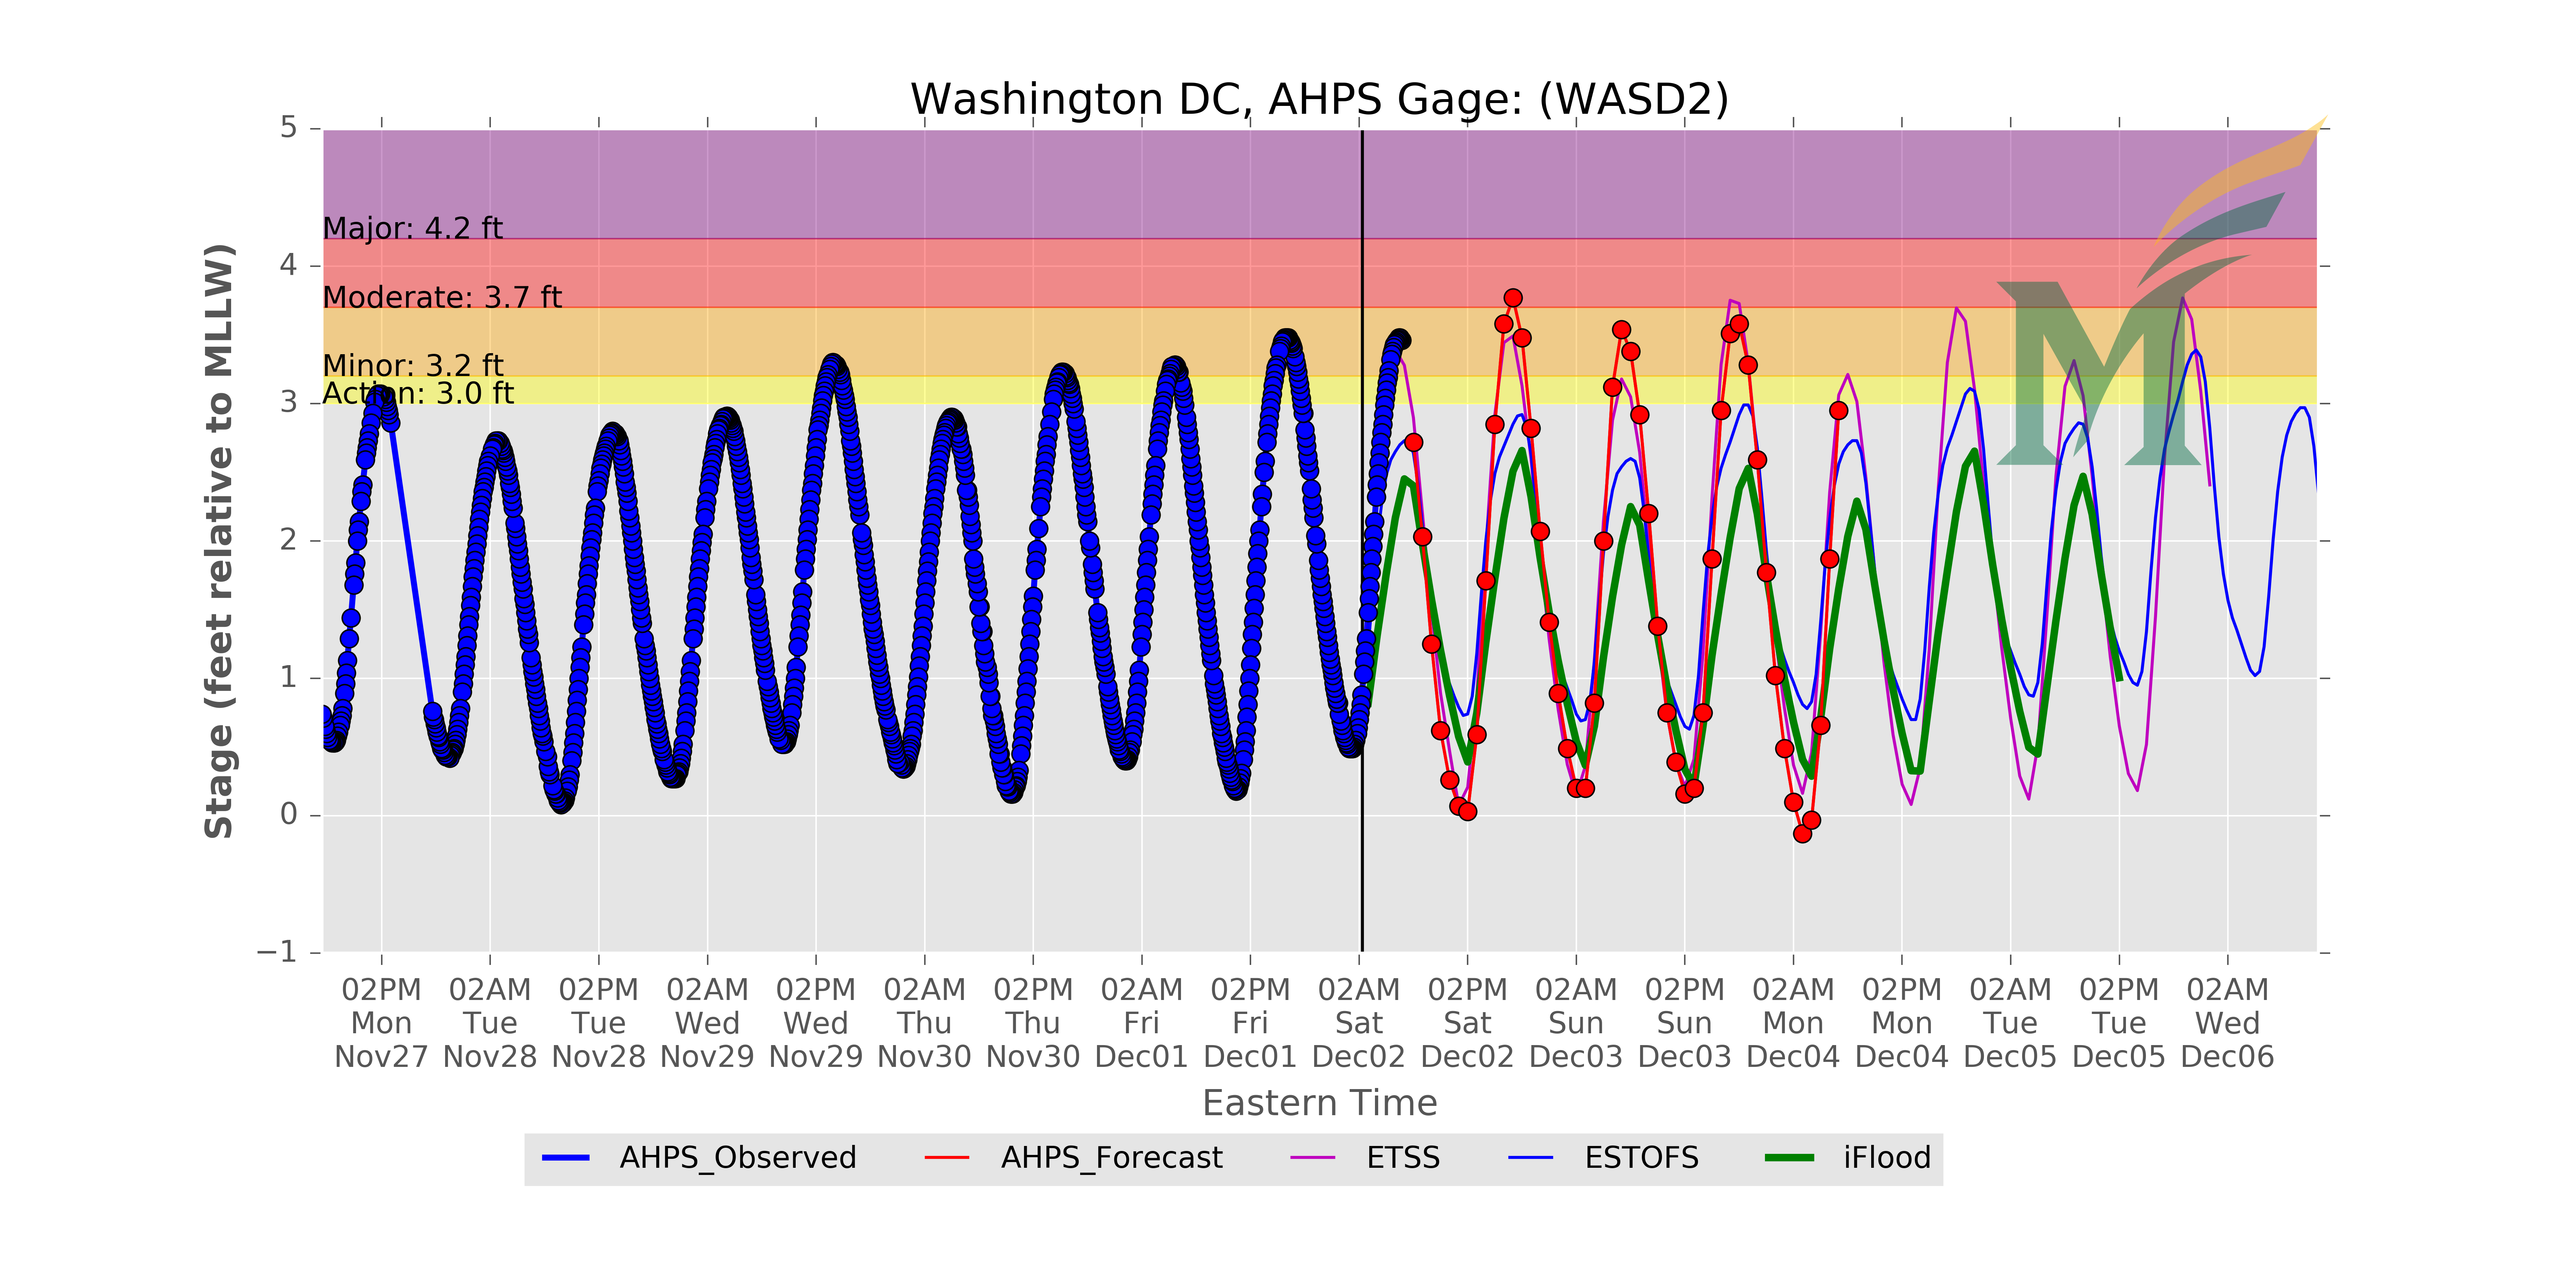 Washington DC, AHPS Gage: (WASD2)
Stage (feet relative to MLLW)
5
4
3
2
1
0
−1
Major: 4.2 ft
Moderate: 3.7 ft
Minor: 3.2 ft
Action: 3.0 ft
M
02PM 02AM 02PM 02AM 02PM 02AM 02PM 02AM 02PM 02AM 02PM 02AM 02PM 02AM 02PM 02AM 02PM 02AM
Mon Tue Tue Wed Wed Thu Thu Fri Fri Sat Sat Sun Sun Mon Mon Tue Tue Wed
Nov27 Nov28 Nov28 Nov29 Nov29 Nov30 Nov30 Dec01 Dec01 Dec02 Dec02 Dec03 Dec03 Dec04 Dec04 Dec05 Dec05 Dec06
Eastern Time
AHPS_Observed AHPS_Forecast ETSS ESTOFS iFlood